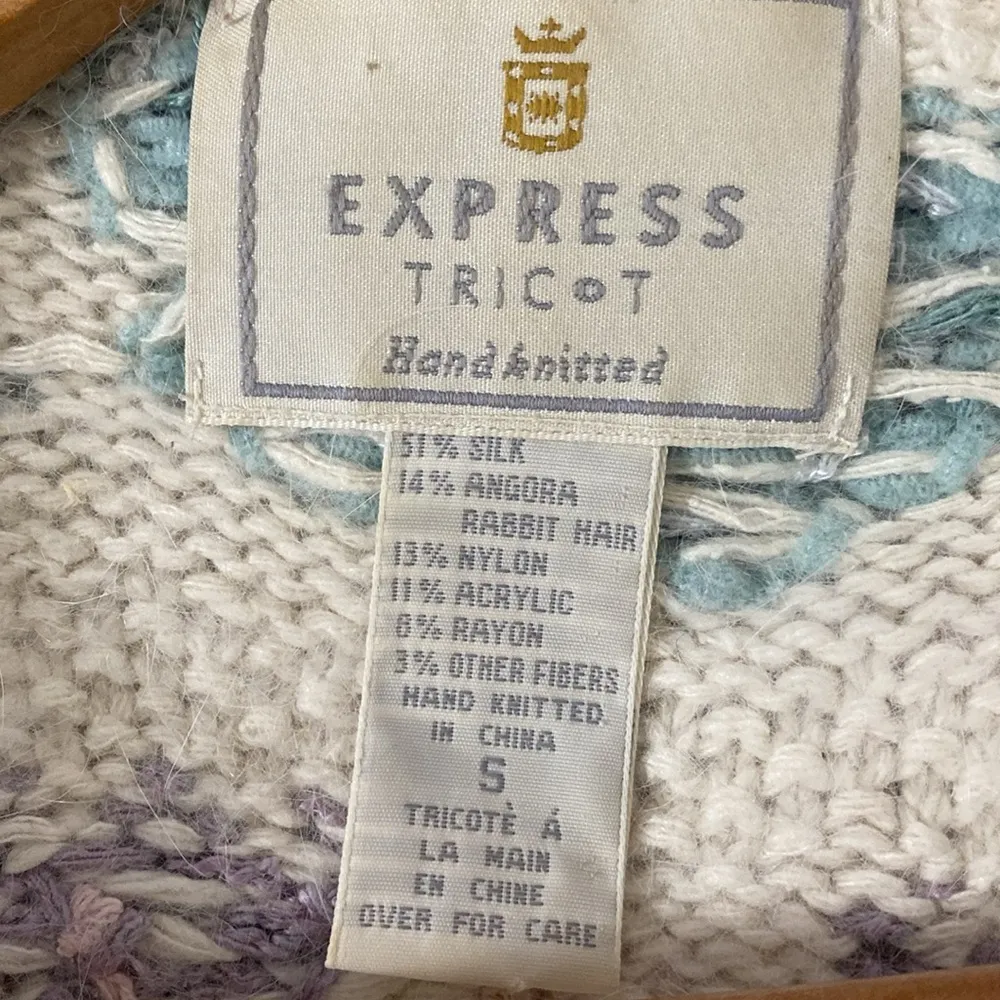 EXPRESS
TRICOT
Hand knitted
51% SILK
14% ANGORA
RABBIT HAIR
13% NYLON
11% ACRYLIC
8% RAYON
3% OTHER FIBERS
HAND KNITTED
IN CHINA
S
TRICOTÈ Á
LA MAIN
EN CHINE
OVER FOR CARE